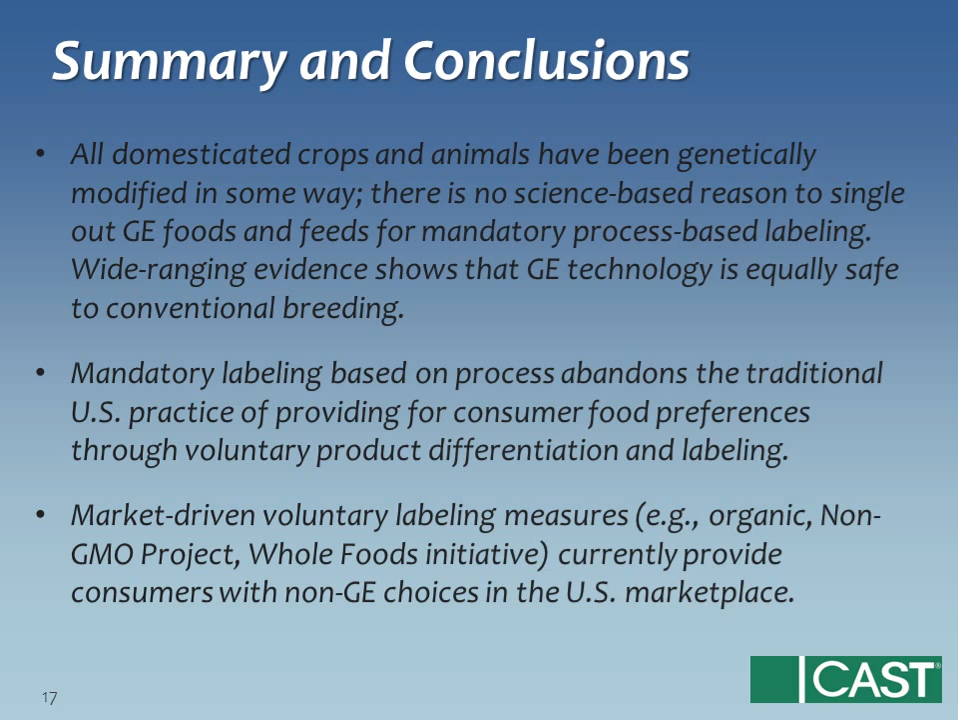 Summary and Conclusions
• All domesticated crops and animals have been genetically
modified in some way; there is no science-based reason to single
out GE foods and feeds for mandatory process-based labeling.
Wide-ranging evidence shows that GE technology is equally safe
to conventional breeding.
• Mandatory labeling based on process abandons the traditional
U.S. practice of providing for consumer food preferences
through voluntary product differentiation and labeling.
• Market-driven voluntary labeling measures (e.g., organic, Non-
GMO Project, Whole Foods initiative) currently provide
consumers with non-GE choices in the U.S. marketplace.
17
CAST®